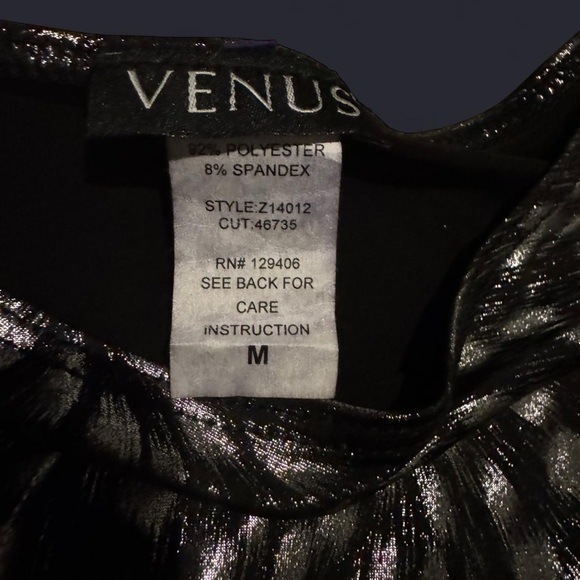 VENUS
92% POLYESTER
8% SPANDEX
STYLE:Z14012
CUT:46735
RN# 129406
SEE BACK FOR
CARE
INSTRUCTION
M